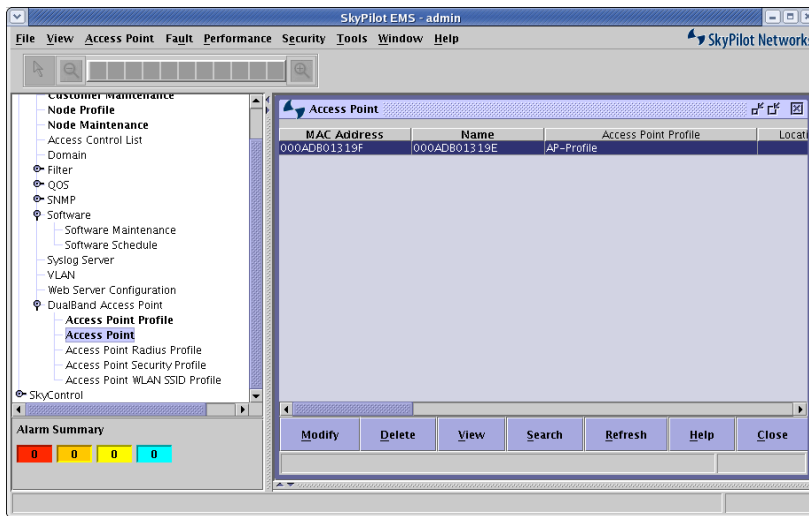 SkyPilot EMS - admin
File View Access Point Fault Performance Security Tools Window Help
SkyPilot Networks
Customer Maintenance
Node Profile
Node Maintenance
Access Control List
Domain
Filter
QOS
SNMP
Software
Software Maintenance
Software Schedule
Syslog Server
VLAN
Web Server Configuration
DualBand Access Point
Access Point Profile
Access Point
Access Point Radius Profile
Access Point Security Profile
Access Point WLAN SSID Profile
SkyControl
Alarm Summary
0 0 0 0
Access Point
MAC Address Name Access Point Profile Locati
000ADB01319F 000ADB01319E AP-Profile
Modify Delete View Search Refresh Help Close